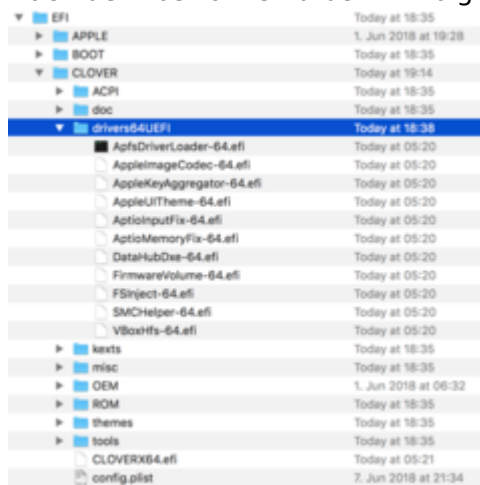 EFI Today at 18:35
APPLE 1. Jun 2018 at 19:28
BOOT Today at 18:35
CLOVER Today at 19:14
ACPI Today at 18:35
doc Today at 18:35
drivers64UEFI Today at 18:38
ApfsDriverLoader-64.efi Today at 05:20
AppleImageCodec-64.efi Today at 05:20
AppleKeyAggregator-64.efi Today at 05:20
AppleUITheme-64.efi Today at 05:20
AptioInputFix-64.efi Today at 05:20
AptioMemoryFix-64.efi Today at 05:20
DataHubDxe-64.efi Today at 05:20
FirmwareVolume-64.efi Today at 05:20
FSInject-64.efi Today at 05:20
SMCHelper-64.efi Today at 05:20
VBoxHfs-64.efi Today at 05:20
kexts Today at 18:35
misc Today at 18:35
OEM 1. Jun 2018 at 06:32
ROM Today at 18:35
themes Today at 18:35
tools Today at 18:35
CLOVERX64.efi Today at 05:21
config.plist 7. Jun 2018 at 21:34